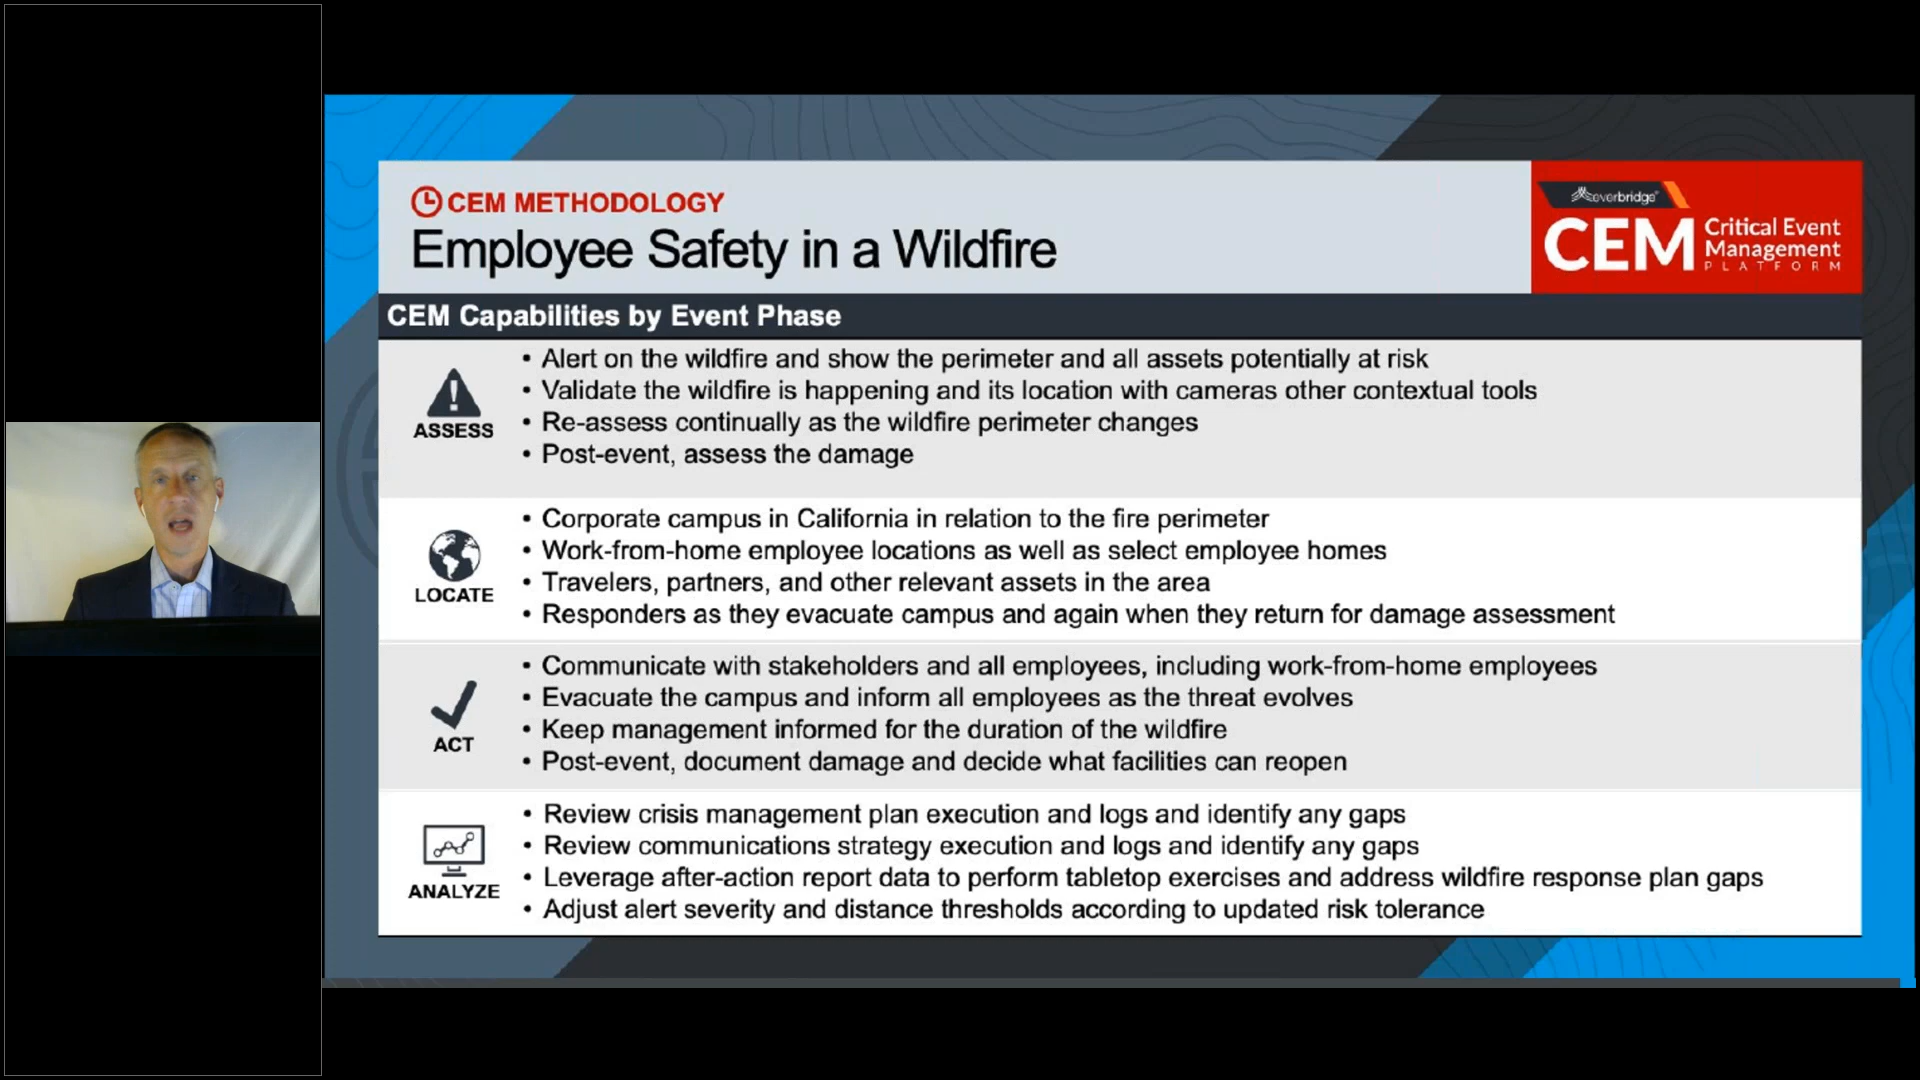 CEM METHODOLOGY
Employee Safety in a Wildfire
everbridge
CEM Critical Event
Management
PLATFORM
CEM Capabilities by Event Phase
ASSESS
• Alert on the wildfire and show the perimeter and all assets potentially at risk
• Validate the wildfire is happening and its location with cameras other contextual tools
• Re-assess continually as the wildfire perimeter changes
• Post-event, assess the damage
LOCATE
• Corporate campus in California in relation to the fire perimeter
• Work-from-home employee locations as well as select employee homes
• Travelers, partners, and other relevant assets in the area
• Responders as they evacuate campus and again when they return for damage assessment
ACT
• Communicate with stakeholders and all employees, including work-from-home employees
• Evacuate the campus and inform all employees as the threat evolves
• Keep management informed for the duration of the wildfire
• Post-event, document damage and decide what facilities can reopen
ANALYZE
• Review crisis management plan execution and logs and identify any gaps
• Review communications strategy execution and logs and identify any gaps
• Leverage after-action report data to perform tabletop exercises and address wildfire response plan gaps
• Adjust alert severity and distance thresholds according to updated risk tolerance